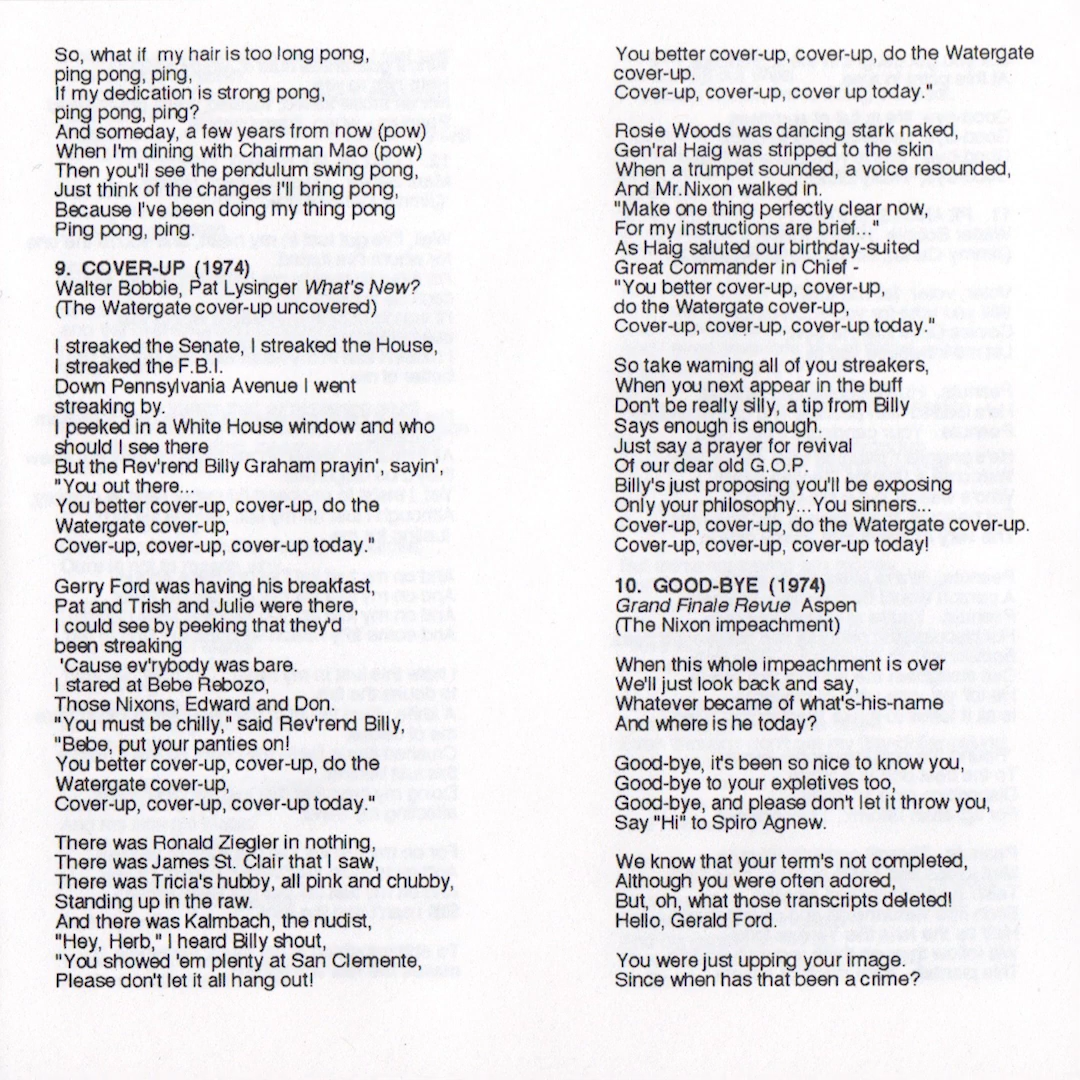 So, what if my hair is too long pong,
ping pong, ping,
If my dedication is strong pong,
ping pong, ping?
And someday, a few years from now (pow)
When I'm dining with Chairman Mao (pow)
Then you'll see the pendulum swing pong,
Just think of the changes I'll bring pong,
Because I've been doing my thing pong
Ping pong, ping.
9. COVER-UP (1974)
Walter Bobbie, Pat Lysinger What's New?
(The Watergate cover-up uncovered)
I streaked the Senate, I streaked the House,
I streaked the F.B.I.
Down Pennsylvania Avenue I went
streaking by.
I peeked in a White House window and who
should I see there
But the Rev'rend Billy Graham prayin', sayin',
"You out there...
You better cover-up, cover-up, do the
Watergate cover-up,
Cover-up, cover-up, cover-up today."
Gerry Ford was having his breakfast,
Pat and Trish and Julie were there,
I could see by peeking that they'd
been streaking
'Cause ev'rybody was bare.
I stared at Bebe Rebozo,
Those Nixons, Edward and Don.
"You must be chilly," said Rev'rend Billy,
"Bebe, put your panties on!
You better cover-up, cover-up, do the
Watergate cover-up,
Cover-up, cover-up, cover-up today."
There was Ronald Ziegler in nothing,
There was James St. Clair that I saw,
There was Tricia's hubby, all pink and chubby,
Standing up in the raw.
And there was Kalmbach, the nudist,
"Hey, Herb," I heard Billy shout,
"You showed 'em plenty at San Clemente,
Please don't let it all hang out!
You better cover-up, cover-up, do the Watergate
cover-up.
Cover-up, cover-up, cover up today."
Rosie Woods was dancing stark naked,
Gen'ral Haig was stripped to the skin
When a trumpet sounded, a voice resounded,
And Mr.Nixon walked in.
"Make one thing perfectly clear now,
For my instructions are brief..."
As Haig saluted our birthday-suited
Great Commander in Chief -
"You better cover-up, cover-up,
do the Watergate cover-up,
Cover-up, cover-up, cover-up today."
So take warning all of you streakers,
When you next appear in the buff
Don't be really silly, a tip from Billy
Says enough is enough.
Just say a prayer for revival
Of our dear old G.O.P.
Billy's just proposing you'll be exposing
Only your philosophy...You sinners...
Cover-up, cover-up, do the Watergate cover-up.
Cover-up, cover-up, cover-up today!
10. GOOD-BYE (1974)
Grand Finale Revue Aspen
(The Nixon impeachment)
When this whole impeachment is over
We'll just look back and say,
Whatever became of what's-his-name
And where is he today?
Good-bye, it's been so nice to know you,
Good-bye to your expletives too,
Good-bye, and please don't let it throw you,
Say "Hi" to Spiro Agnew.
We know that your term's not completed,
Although you were often adored,
But, oh, what those transcripts deleted!
Hello, Gerald Ford.
You were just upping your image.
Since when has that been a crime?